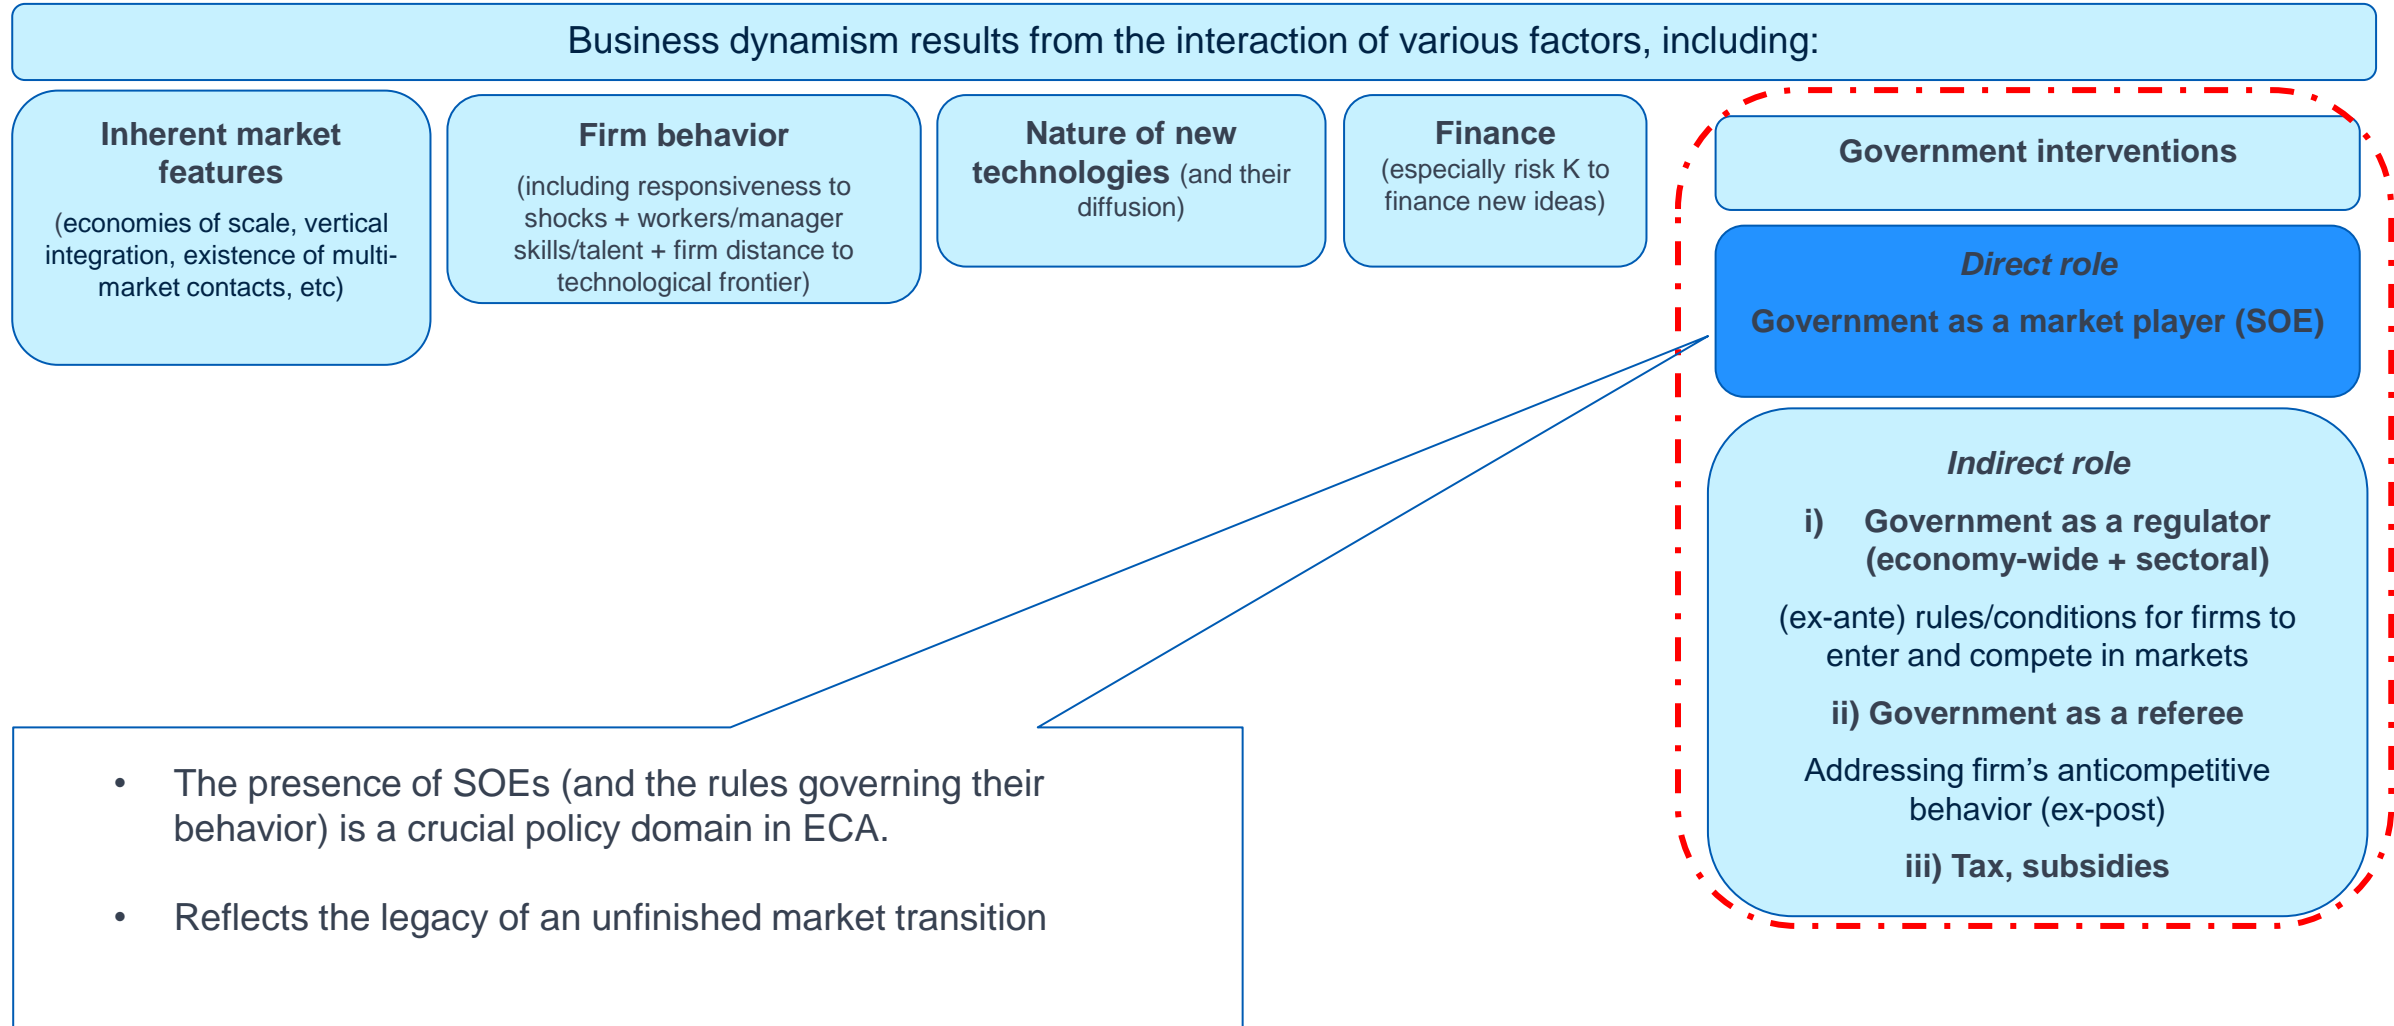 Business dynamism results from the interaction of various factors, including:
Inherent market
features
(economies of scale, vertical
integration, existence of multi-
market contacts, etc)
Firm behavior
(including responsiveness to
shocks + workers/manager
skills/talent + firm distance to
technological frontier)
Nature of new
technologies (and their
diffusion)
Finance
(especially risk K to
finance new ideas)
Government interventions
Direct role
Government as a market player (SOE)
Indirect role
i) Government as a regulator
(economy-wide + sectoral)
(ex-ante) rules/conditions for firms to
enter and compete in markets
ii) Government as a referee
Addressing firm’s anticompetitive
behavior (ex-post)
iii) Tax, subsidies
• The presence of SOEs (and the rules governing their
behavior) is a crucial policy domain in ECA.
• Reflects the legacy of an unfinished market transition